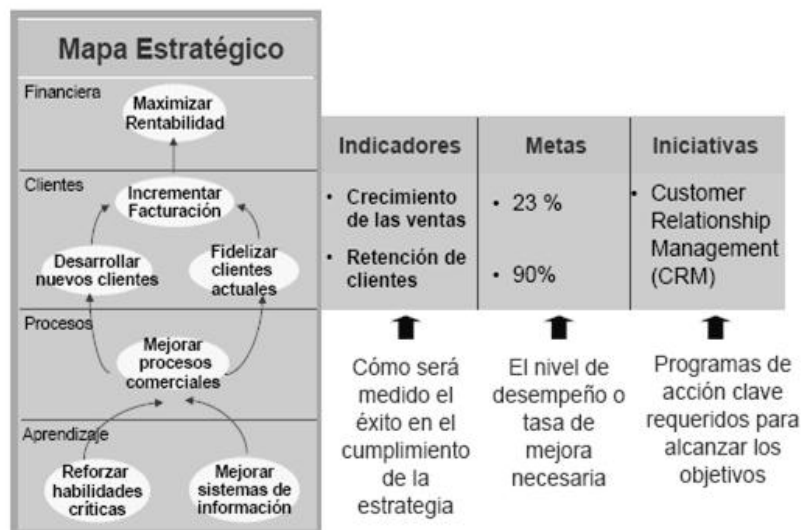 Mapa Estratégico
Financiera
Maximizar
Rentabilidad
Clientes
Incrementar
Facturación
Desarrollar
nuevos clientes
Fidelizar
clientes
actuales
Procesos
Mejorar
procesos
comerciales
Aprendizaje
Reforzar
habilidades
críticas
Mejorar
sistemas de
información
Indicadores
• Crecimiento
de las ventas
• Retención de
clientes
Metas
• 23 %
• 90%
Iniciativas
• Customer
Relationship
Management
(CRM)
Cómo será
medido el
éxito en el
cumplimiento
de la
estrategia
El nivel de
desempeño o
tasa de
mejora
necesaria
Programas de
acción clave
requeridos para
alcanzar los
objetivos